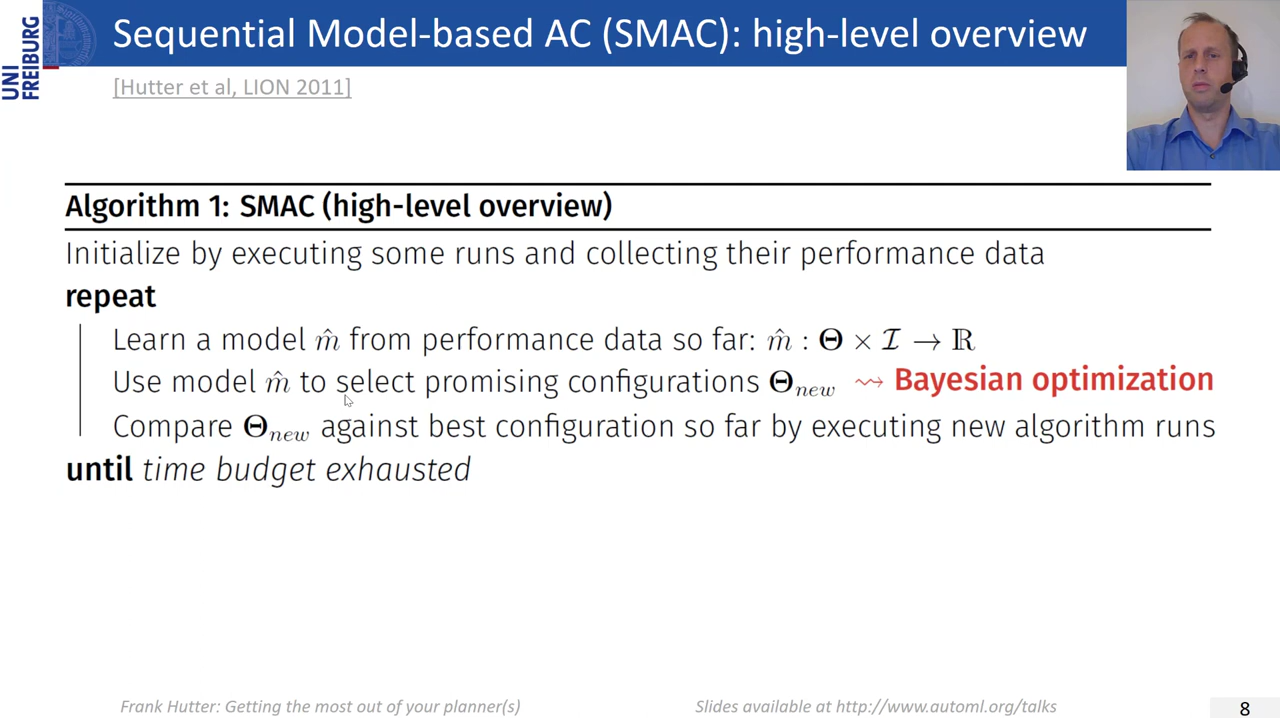 UNI
FREIBURG
Sequential Model-based AC (SMAC): high-level overview
[Hutter et al, LION 2011]
Algorithm 1: SMAC (high-level overview)
Initialize by executing some runs and collecting their performance data
repeat
Learn a model m̂ from performance data so far: m̂ : Θ × I → ℝ
Use model m̂ to select promising configurations Θnew ⇝ Bayesian optimization
Compare Θnew against best configuration so far by executing new algorithm runs
until time budget exhausted
Frank Hutter: Getting the most out of your planner(s)
Slides available at http://www.automl.org/talks
8